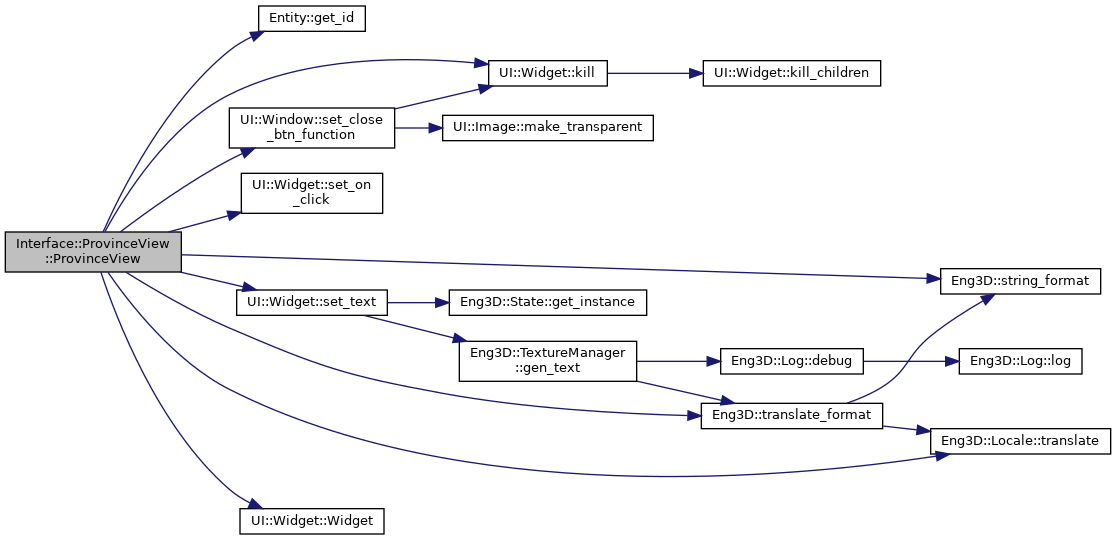 Entity::get_id
UI::Widget::kill
UI::Widget::kill_children
UI::Window::set_close
_btn_function
UI::Image::make_transparent
UI::Widget::set_on
_click
Interface::ProvinceView
::ProvinceView
Eng3D::string_format
UI::Widget::set_text
Eng3D::State::get_instance
Eng3D::TextureManager
::gen_text
Eng3D::Log::debug
Eng3D::Log::log
Eng3D::translate_format
Eng3D::Locale::translate
UI::Widget::Widget